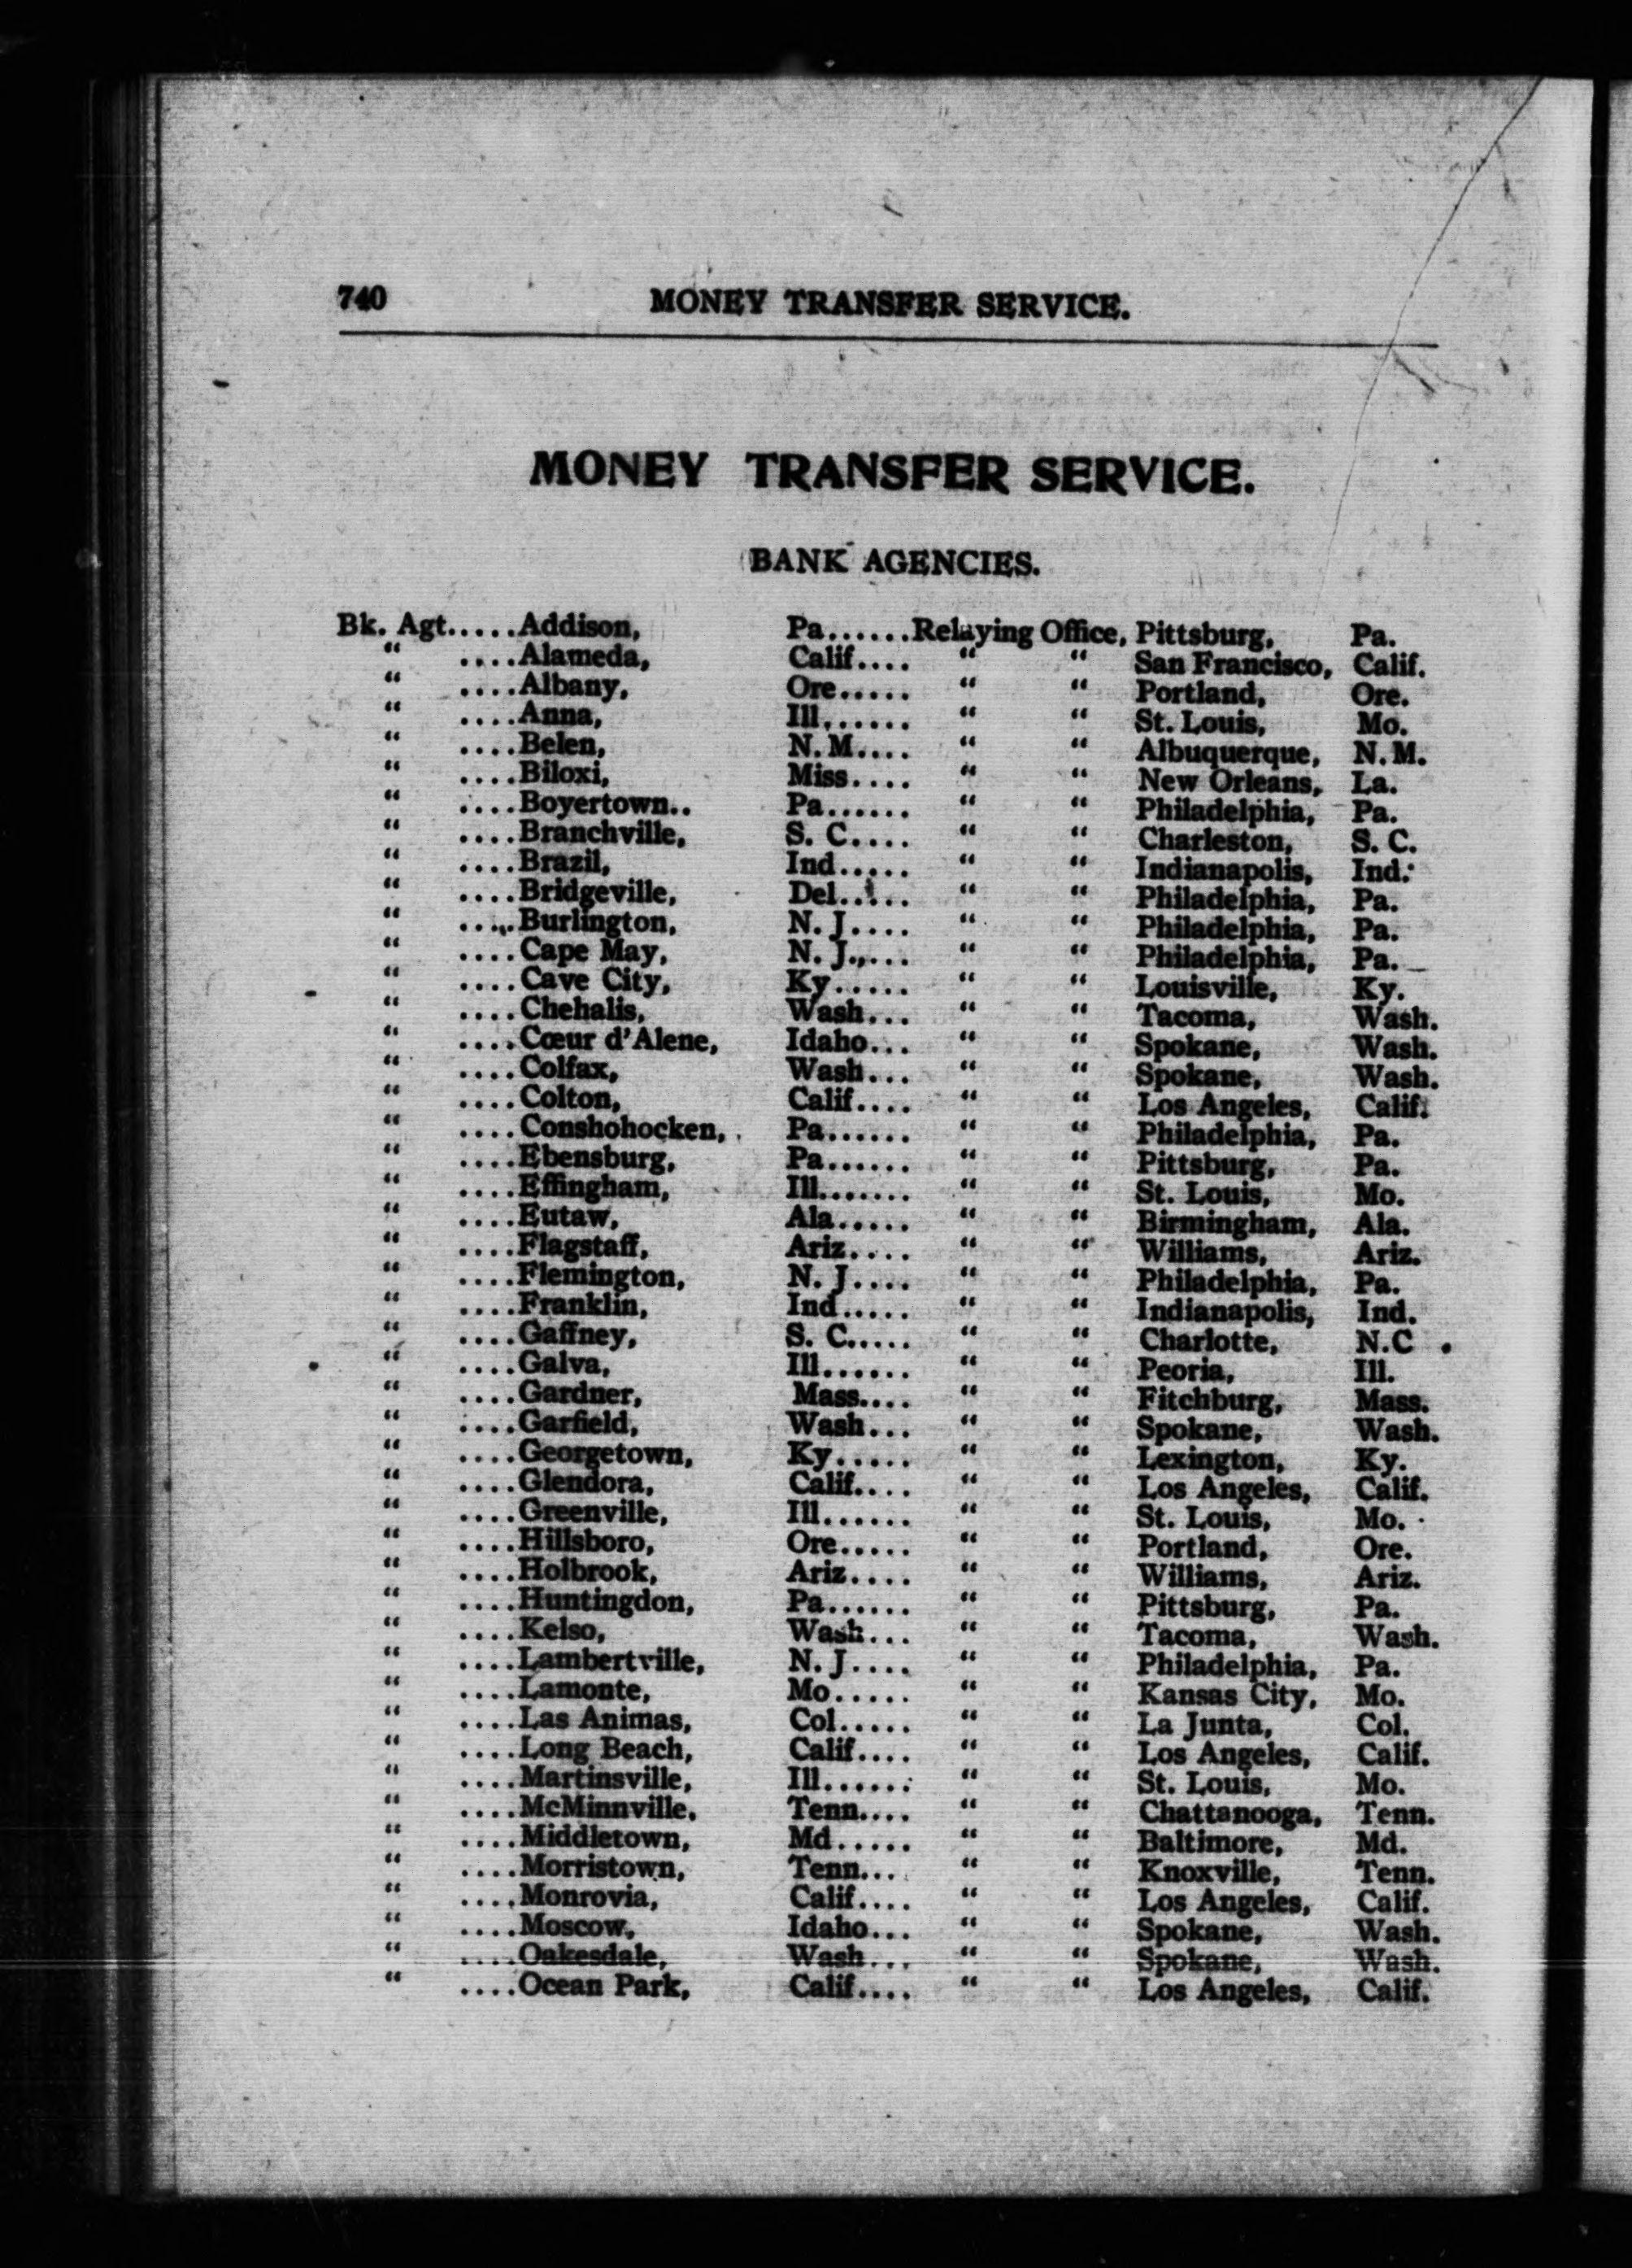 740 MONEY TRANSFER SERVICE.
MONEY TRANSFER SERVICE.
BANK AGENCIES.
Bk. Agt.....Addison, Pa......Relaying Office, Pittsburg, Pa.
“ ....Alameda, Calif.... “ “ San Francisco, Calif.
“ ....Albany, Ore..... “ “ Portland, Ore.
“ ....Anna, Ill....... “ “ St. Louis, Mo.
“ ....Belen, N. M.... “ “ Albuquerque, N. M.
“ ....Biloxi, Miss.... “ “ New Orleans, La.
“ ....Boyertown.. Pa....... “ “ Philadelphia, Pa.
“ ....Branchville, S. C.... “ “ Charleston, S. C.
“ ....Brazil, Ind..... “ “ Indianapolis, Ind.
“ ....Bridgeville, Del..... “ “ Philadelphia, Pa.
“ ....Burlington, N. J.... “ “ Philadelphia, Pa.
“ ....Cape May, N. J.,... “ “ Philadelphia, Pa.
“ ....Cave City, Ky..... “ “ Louisville, Ky.
“ ....Chehalis, Wash... “ “ Tacoma, Wash.
“ ....Cœur d'Alene, Idaho... “ “ Spokane, Wash.
“ ....Colfax, Wash... “ “ Spokane, Wash.
“ ....Colton, Calif.... “ “ Los Angeles, Calif.
“ ....Conshohocken, Pa....... “ “ Philadelphia, Pa.
“ ....Ebensburg, Pa....... “ “ Pittsburg, Pa.
“ ....Effingham, Ill....... “ “ St. Louis, Mo.
“ ....Eutaw, Ala..... “ “ Birmingham, Ala.
“ ....Flagstaff, Ariz.... “ “ Williams, Ariz.
“ ....Flemington, N. J.... “ “ Philadelphia, Pa.
“ ....Franklin, Ind..... “ “ Indianapolis, Ind.
“ ....Gaffney, S. C..... “ “ Charlotte, N.C .
“ ....Galva, Ill...... “ “ Peoria, Ill.
“ ....Gardner, Mass.... “ “ Fitchburg, Mass.
“ ....Garfield, Wash... “ “ Spokane, Wash.
“ ....Georgetown, Ky..... “ “ Lexington, Ky.
“ ....Glendora, Calif.... “ “ Los Angeles, Calif.
“ ....Greenville, Ill...... “ “ St. Louis, Mo.
“ ....Hillsboro, Ore..... “ “ Portland, Ore.
“ ....Holbrook, Ariz.... “ “ Williams, Ariz.
“ ....Huntingdon, Pa....... “ “ Pittsburg, Pa.
“ ....Kelso, Wash... “ “ Tacoma, Wash.
“ ....Lambertville, N. J.... “ “ Philadelphia, Pa.
“ ....Lamonte, Mo..... “ “ Kansas City, Mo.
“ ....Las Animas, Col..... “ “ La Junta, Col.
“ ....Long Beach, Calif.... “ “ Los Angeles, Calif.
“ ....Martinsville, Ill...... “ “ St. Louis, Mo.
“ ....McMinnville, Tenn.... “ “ Chattanooga, Tenn.
“ ....Middletown, Md...... “ “ Baltimore, Md.
“ ....Morristown, Tenn... “ “ Knoxville, Tenn.
“ ....Monrovia, Calif.... “ “ Los Angeles, Calif.
“ ....Moscow, Idaho... “ “ Spokane, Wash.
“ ....Oakesdale, Wash... “ “ Spokane, Wash.
“ ....Ocean Park, Calif.... “ “ Los Angeles, Calif.